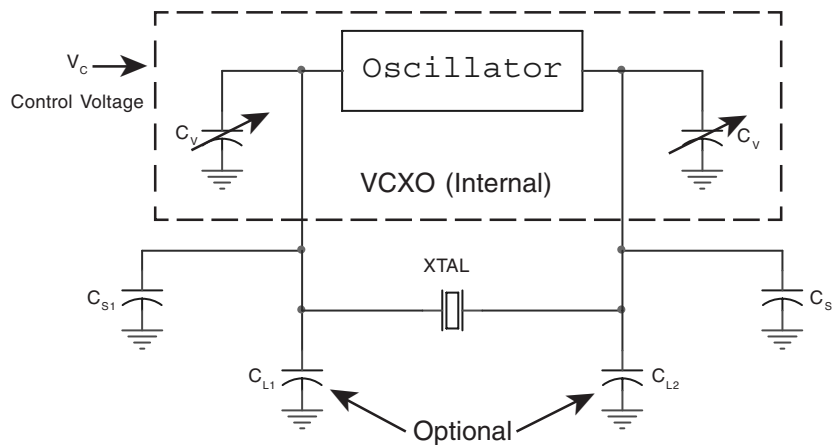 V_C
Control Voltage
Oscillator
C_V
C_V
VCXO (Internal)
XTAL
C_S1
C_S
C_L1
C_L2
Optional